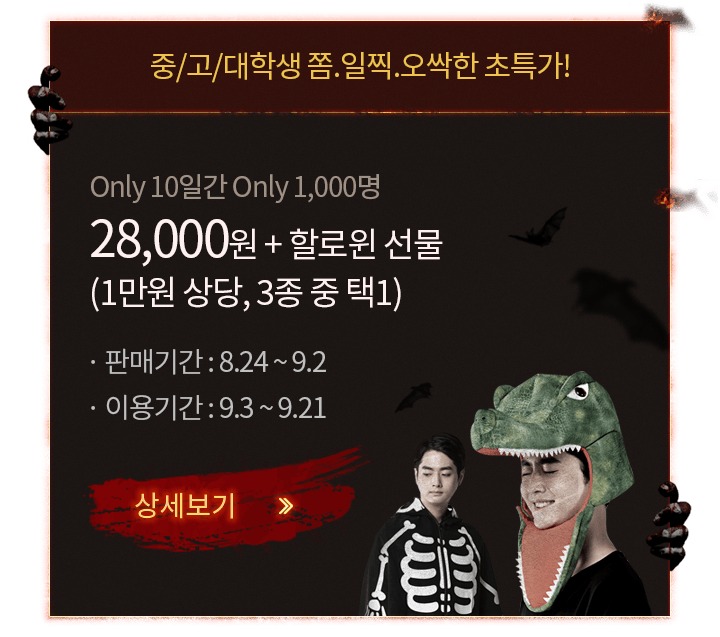 중/고/대학생 쫌.일찍.오싹한 초특가!
Only 10일간 Only 1,000명
28,000원 + 할로윈 선물
(1만원 상당, 3종 중 택1)
· 판매기간 : 8.24 ~ 9.2
· 이용기간 : 9.3 ~ 9.21
상세보기 »